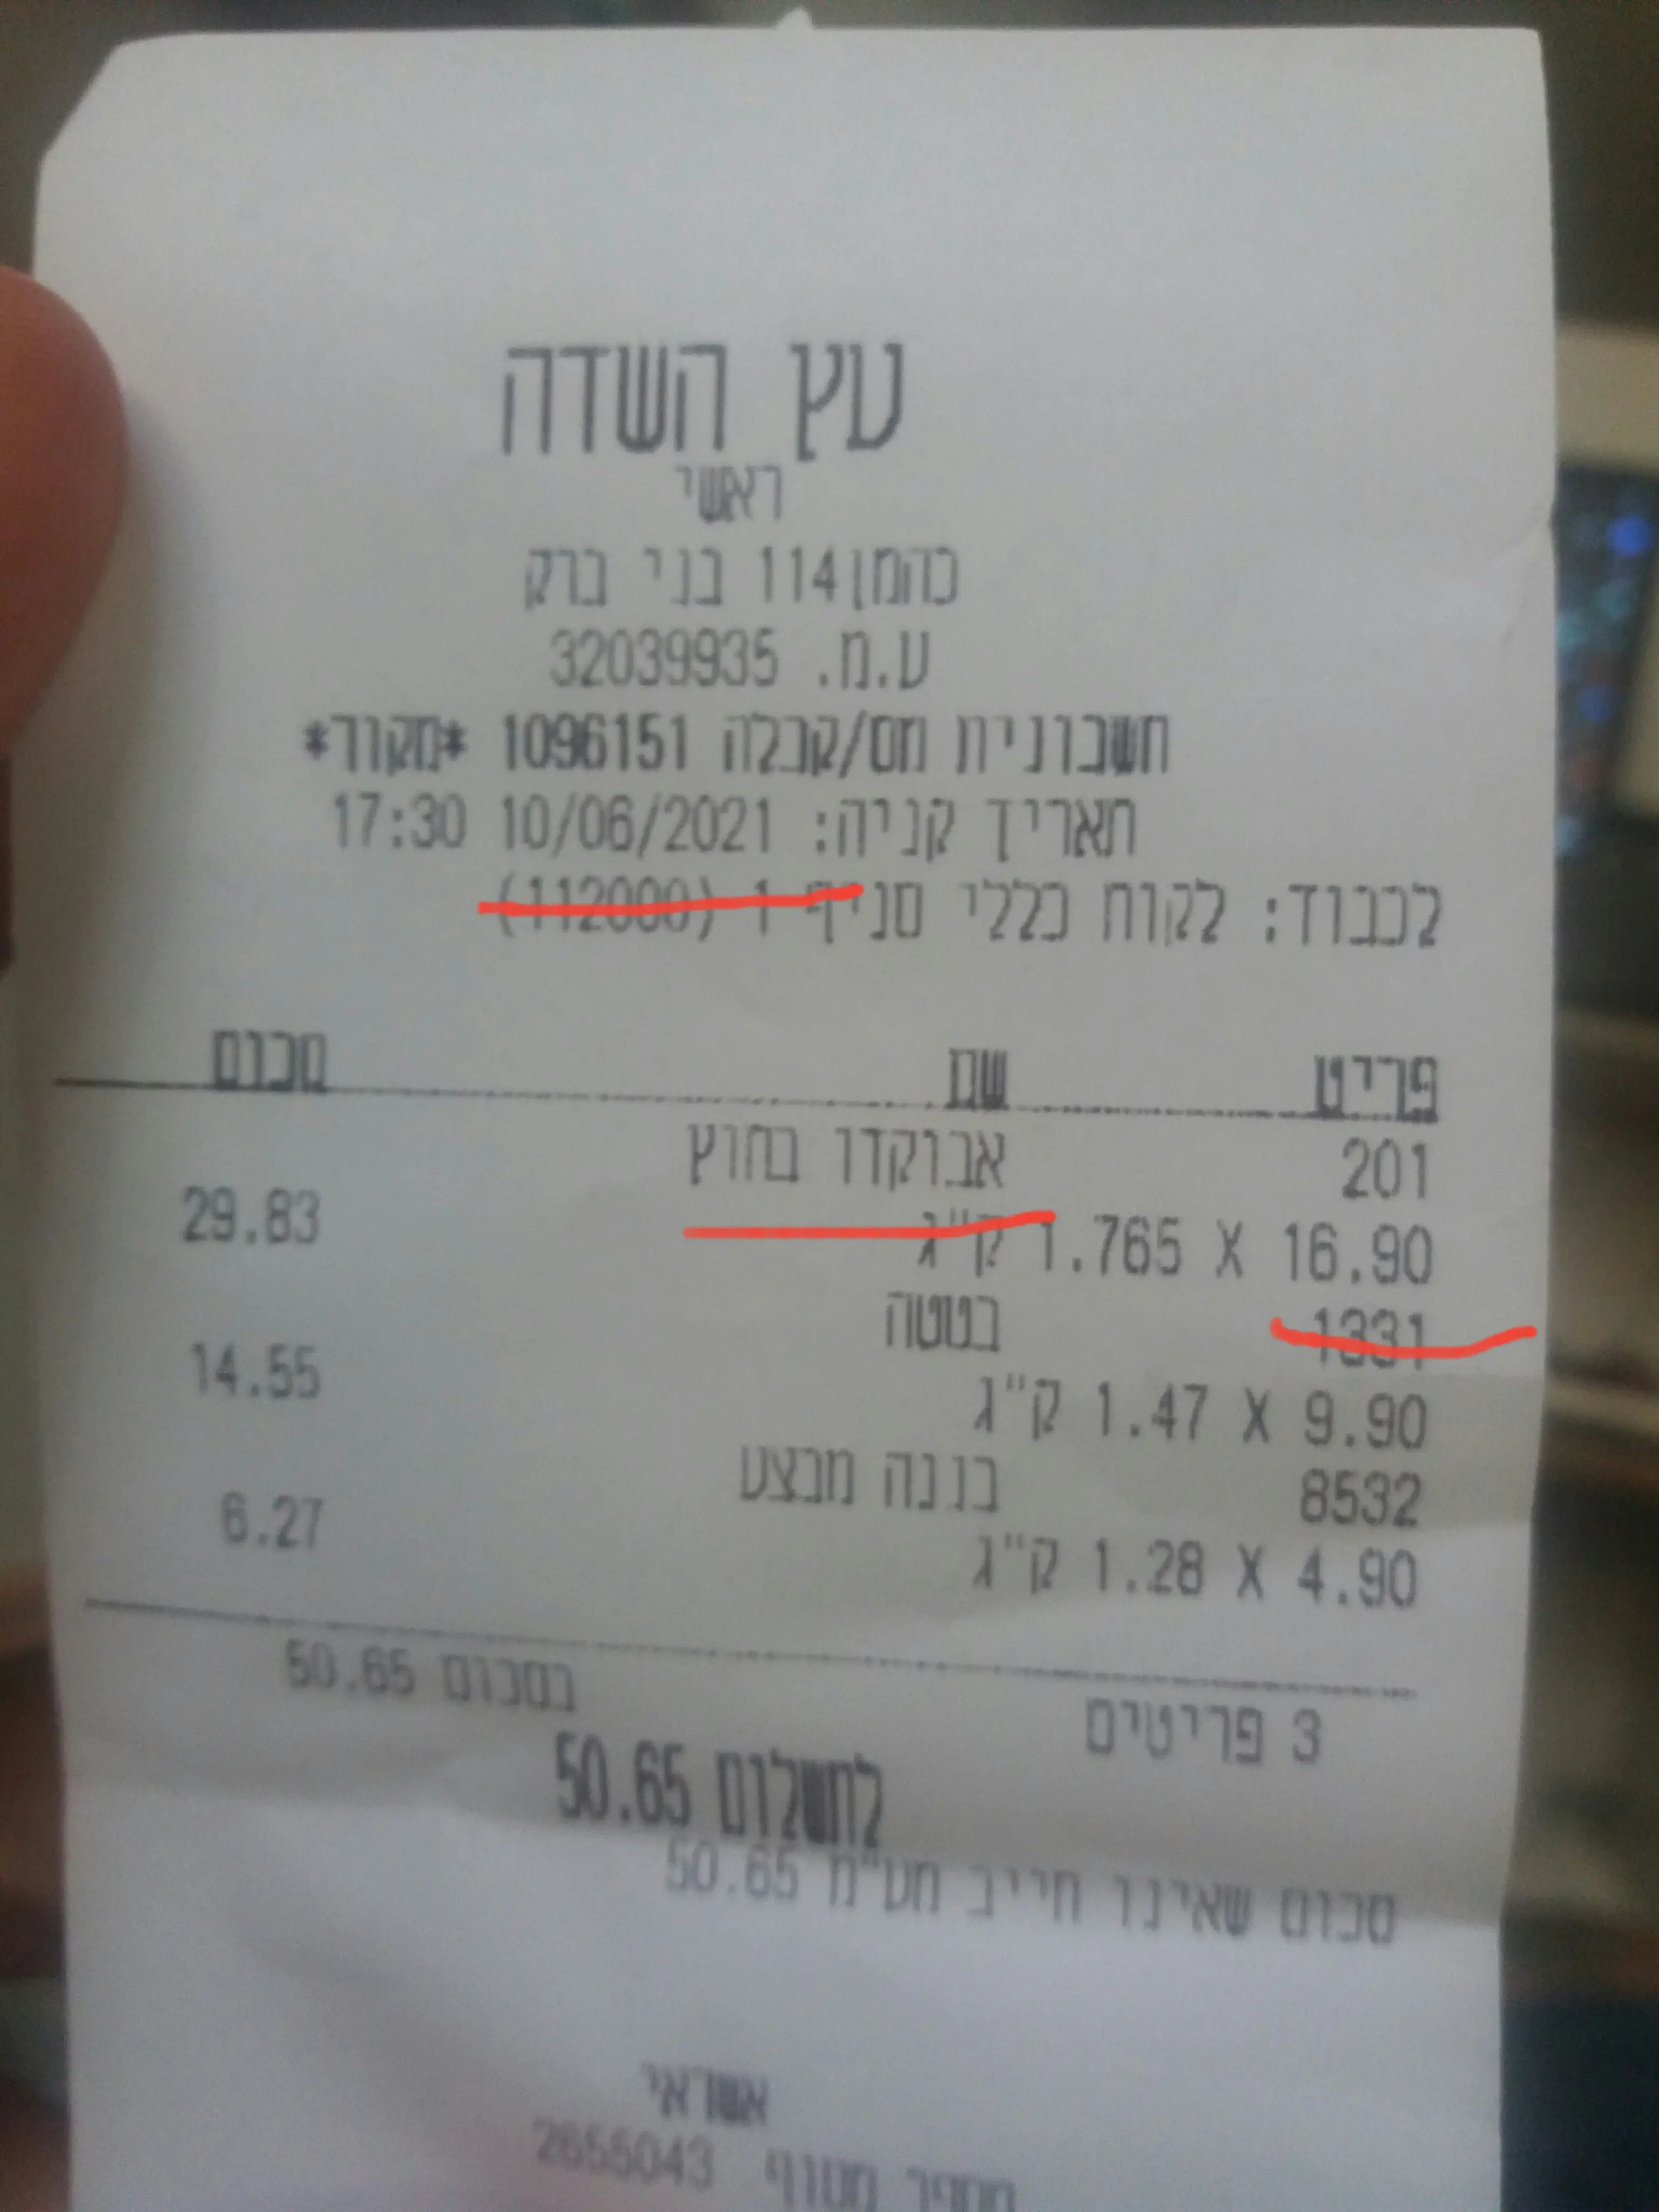 עץ השדה
ראשי
כהמן 114 בני ברק
ע.מ. 32039935
חשבונית מס/קבלה 1096151 *מקור*
תאריך קניה: 10/06/2021 17:30
לכבוד: לקוח כללי סניף 1 (112000)
פריט שם סכום
201 אבוקדו בחוץ
16.90 X 1.765 ק"ג 29.83
1331 בטטה
9.90 X 1.47 ק"ג 14.55
8532 בננה מבצע
4.90 X 1.28 ק"ג 6.27
3 פריטים בסכום 50.65
לתשלום 50.65
סכום שאינו חייב מע"מ 50.65
אשראי
מספר מסוף 2655043